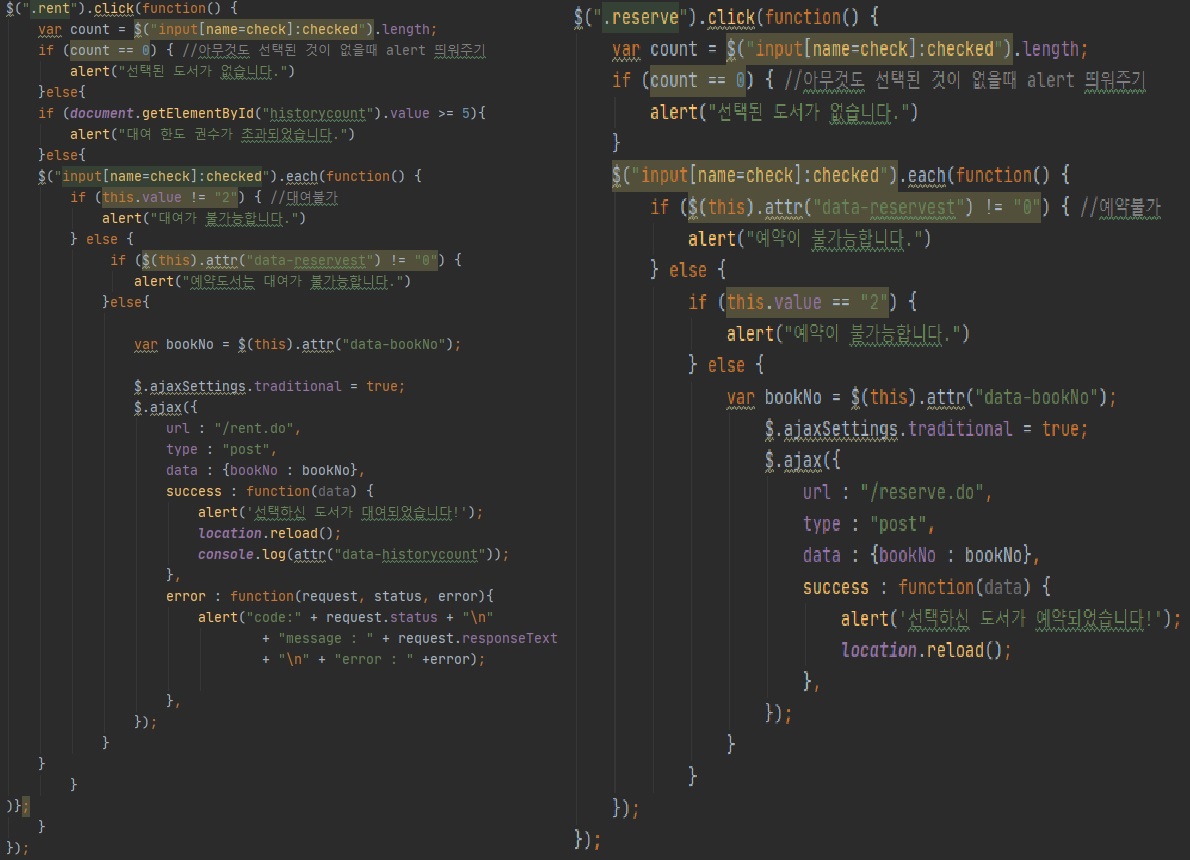 $(".rent").click(function() {
var count = $("input[name=check]:checked").length;
if (count == 0) { //아무것도 선택된 것이 없을때 alert 띄워주기
alert("선택된 도서가 없습니다.")
}else{
if (document.getElementById("historycount").value >= 5){
alert("대여 한도 권수가 초과되었습니다.")
}else{
$("input[name=check]:checked").each(function() {
if (this.value != "2") { //대여불가
alert("대여가 불가능합니다.")
} else {
if ($(this).attr("data-reservest") != "0") {
alert("예약도서는 대여가 불가능합니다.")
}else{
var bookNo = $(this).attr("data-bookNo");
$.ajaxSettings.traditional = true;
$.ajax({
url : "/rent.do",
type : "post",
data : {bookNo : bookNo},
success : function(data) {
alert('선택하신 도서가 대여되었습니다!');
location.reload();
console.log(attr("data-historycount"));
},
error : function(request, status, error){
alert("code:" + request.status + "\n"
+ "message : " + request.responseText
+ "\n" + "error : " +error);
},
});
}
}
}
)};
}
});
$(".reserve").click(function() {
var count = $("input[name=check]:checked").length;
if (count == 0) { //아무것도 선택된 것이 없을때 alert 띄워주기
alert("선택된 도서가 없습니다.")
}
$("input[name=check]:checked").each(function() {
if ($(this).attr("data-reservest") != "0") { //예약불가
alert("예약이 불가능합니다.")
} else {
if (this.value == "2") {
alert("예약이 불가능합니다.")
} else {
var bookNo = $(this).attr("data-bookNo");
$.ajaxSettings.traditional = true;
$.ajax({
url : "/reserve.do",
type : "post",
data : {bookNo : bookNo},
success : function(data) {
alert('선택하신 도서가 예약되었습니다!');
location.reload();
},
});
}
}
});
});